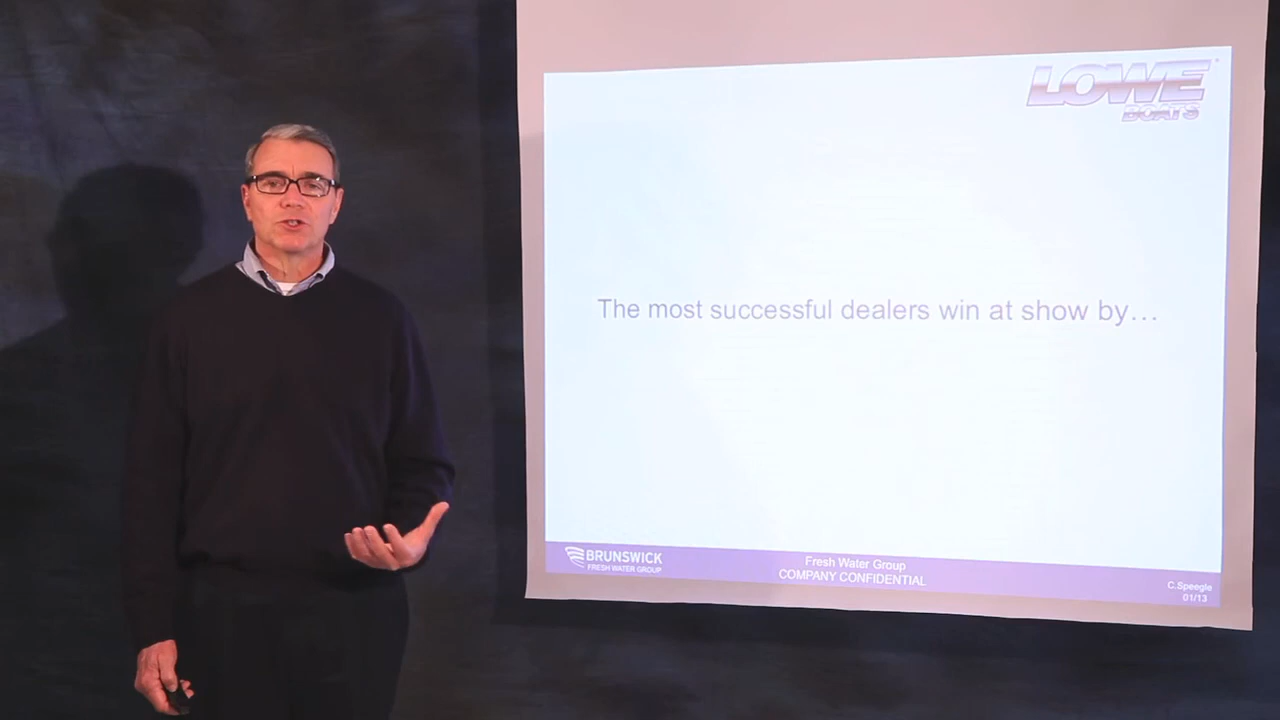 LOWE
BOATS
The most successful dealers win at show by…
BRUNSWICK
FRESH WATER GROUP
Fresh Water Group
COMPANY CONFIDENTIAL
C.Speegle
01/13